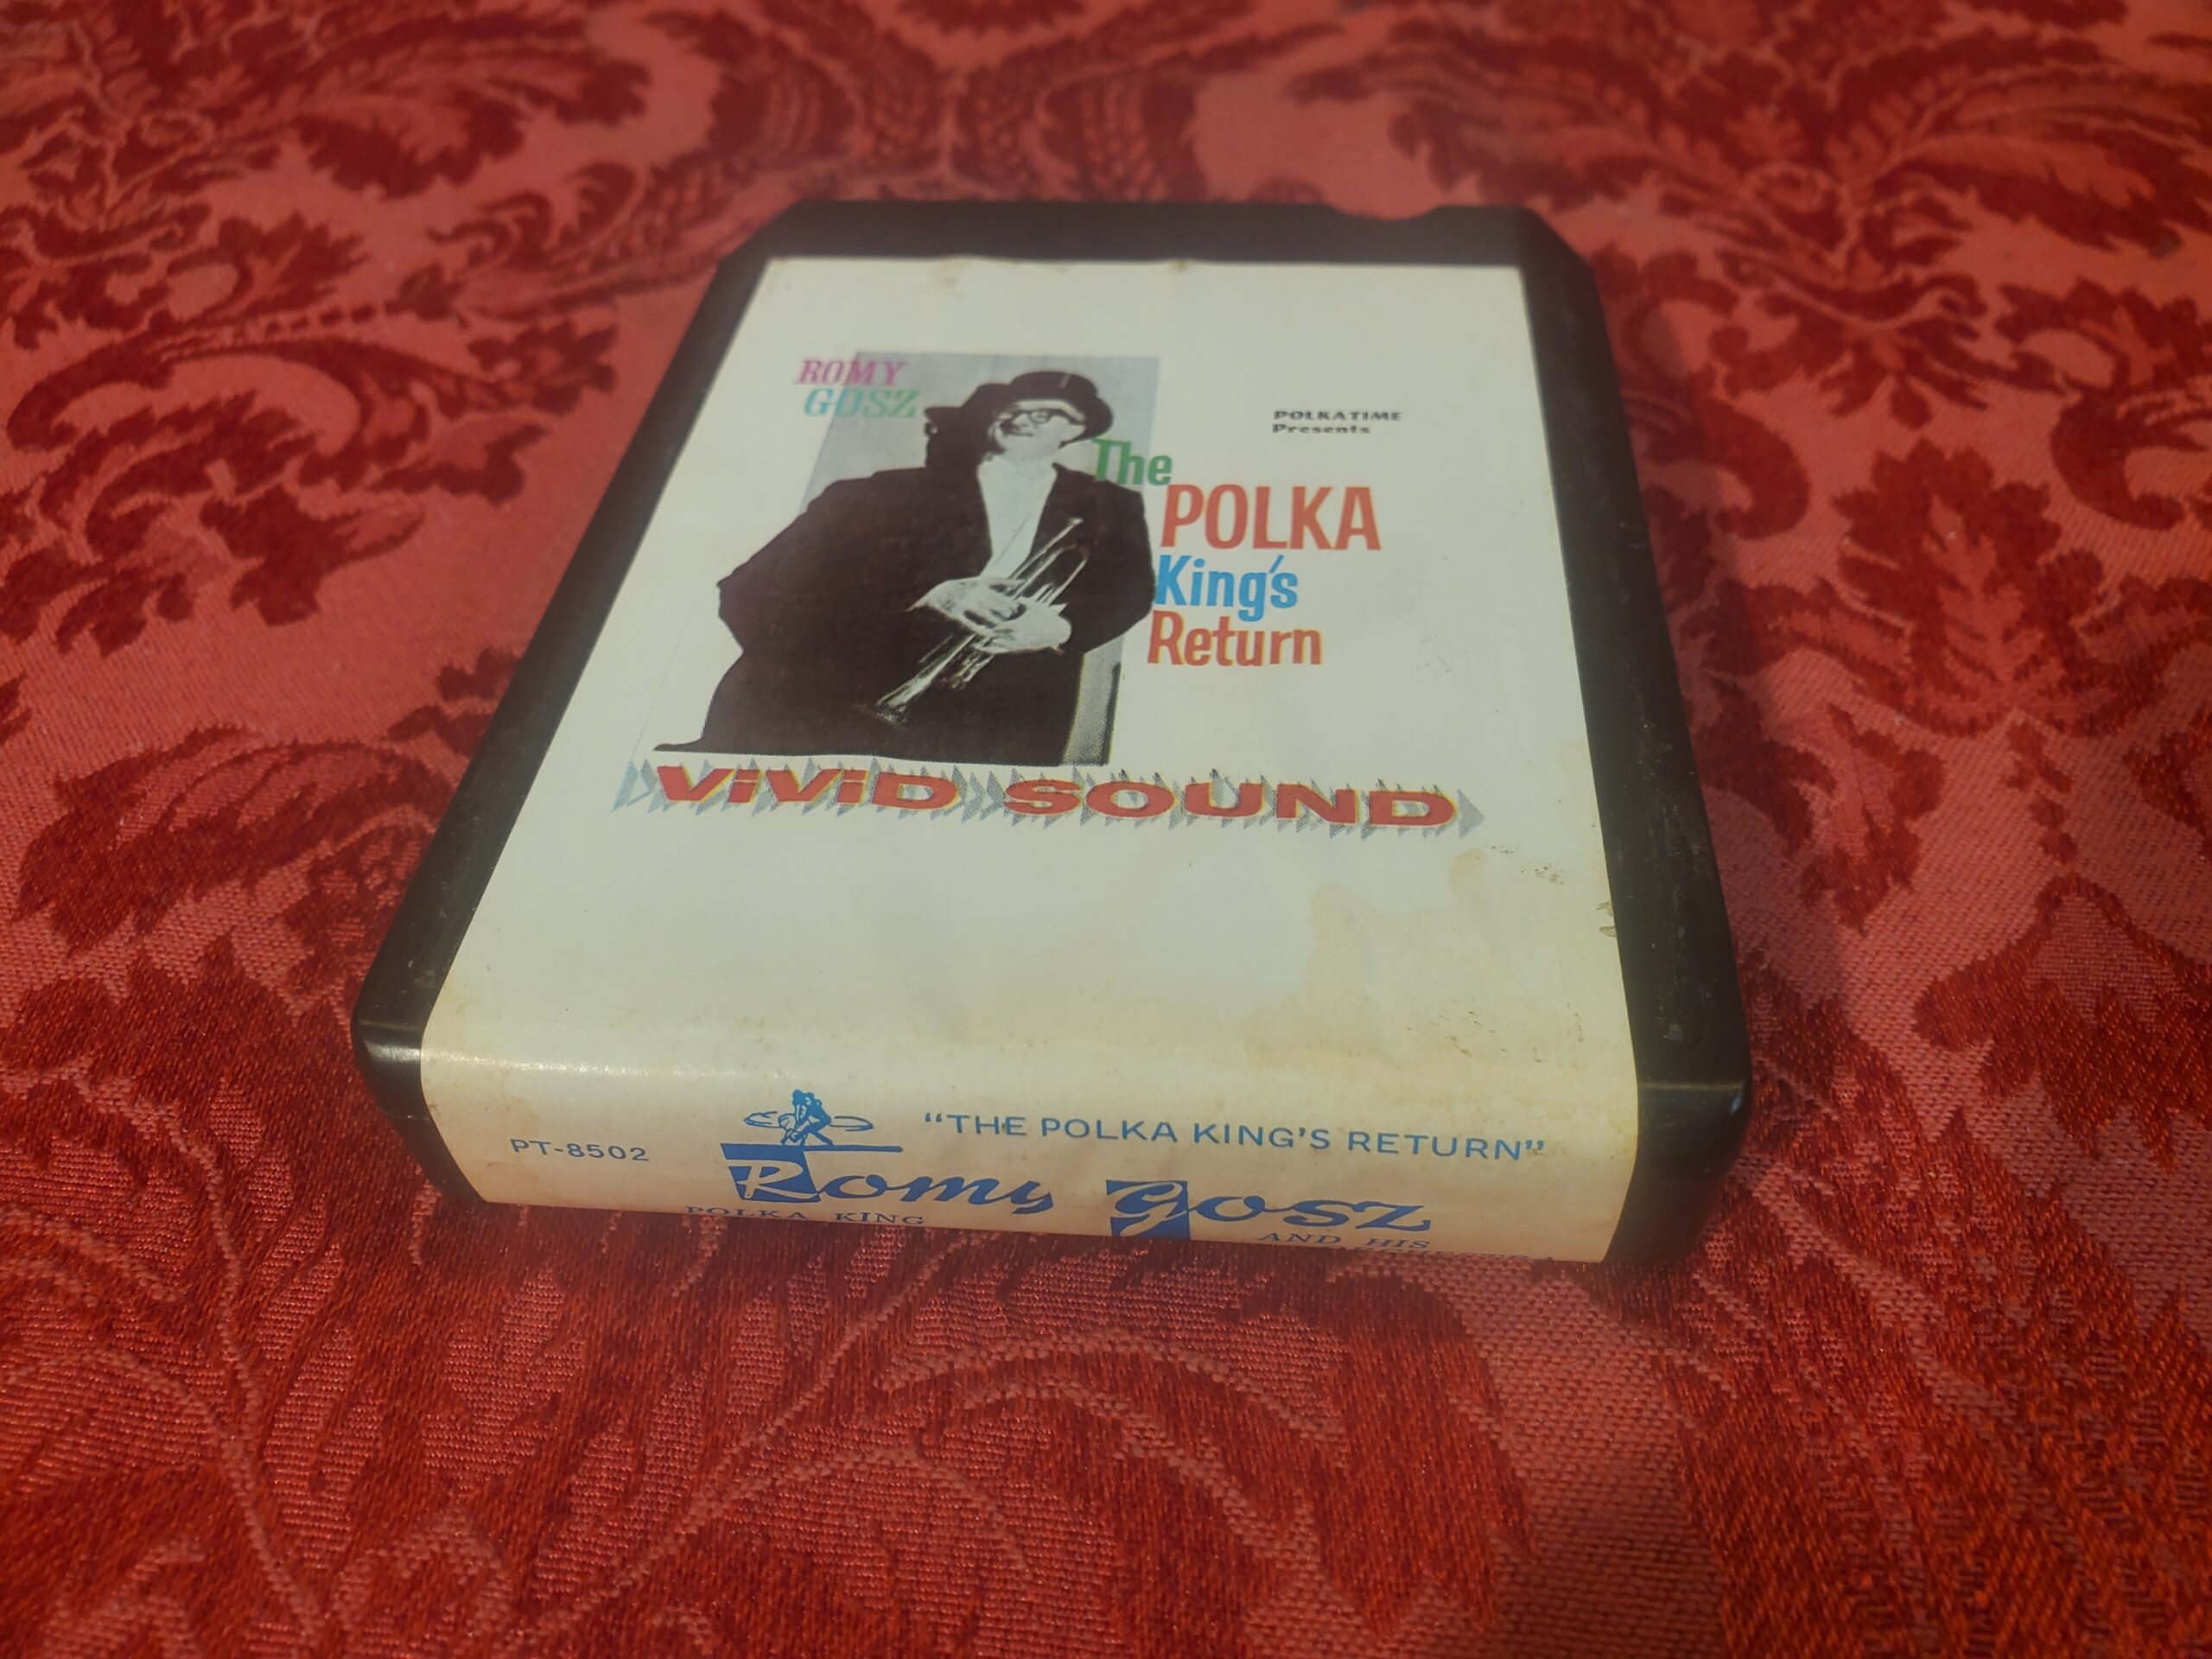 ROMY
GOSZ
POLKATIME
Presents
The
POLKA
King's
Return
ViViD SOUND
PT-8502
"THE POLKA KING'S RETURN"
Romy Gosz
POLKA KING
AND HIS